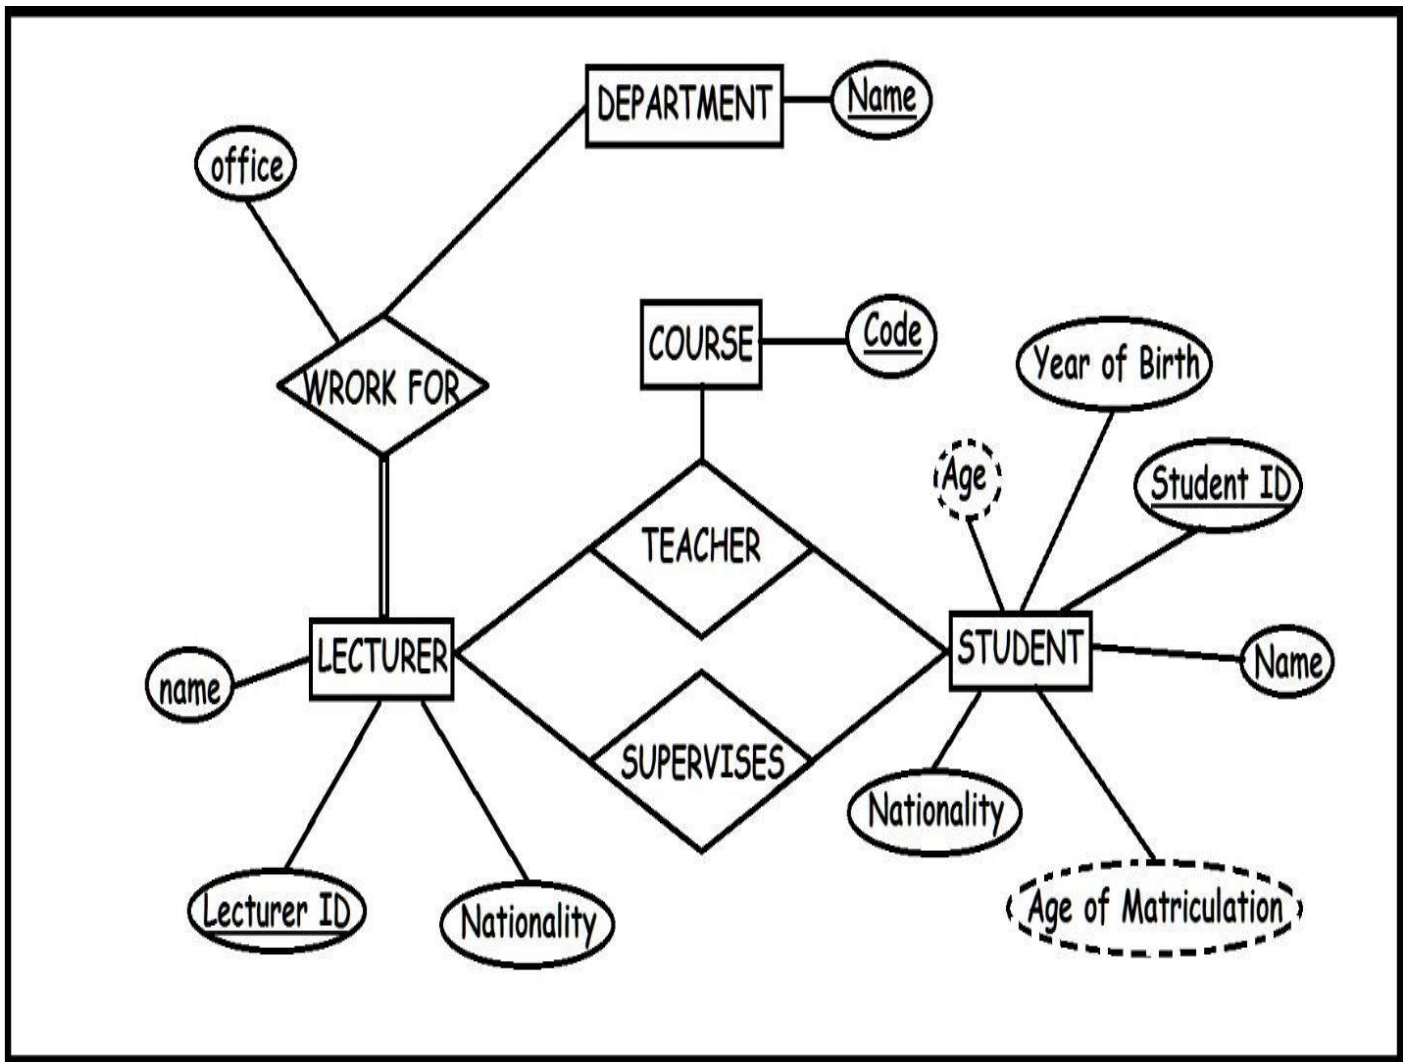 DEPARTMENT
Name
office
COURSE
Code
Year of Birth
WRORK FOR
Age
Student ID
TEACHER
LECTURER
STUDENT
name
Name
SUPERVISES
Nationality
Lecturer ID
Nationality
Age of Matriculation